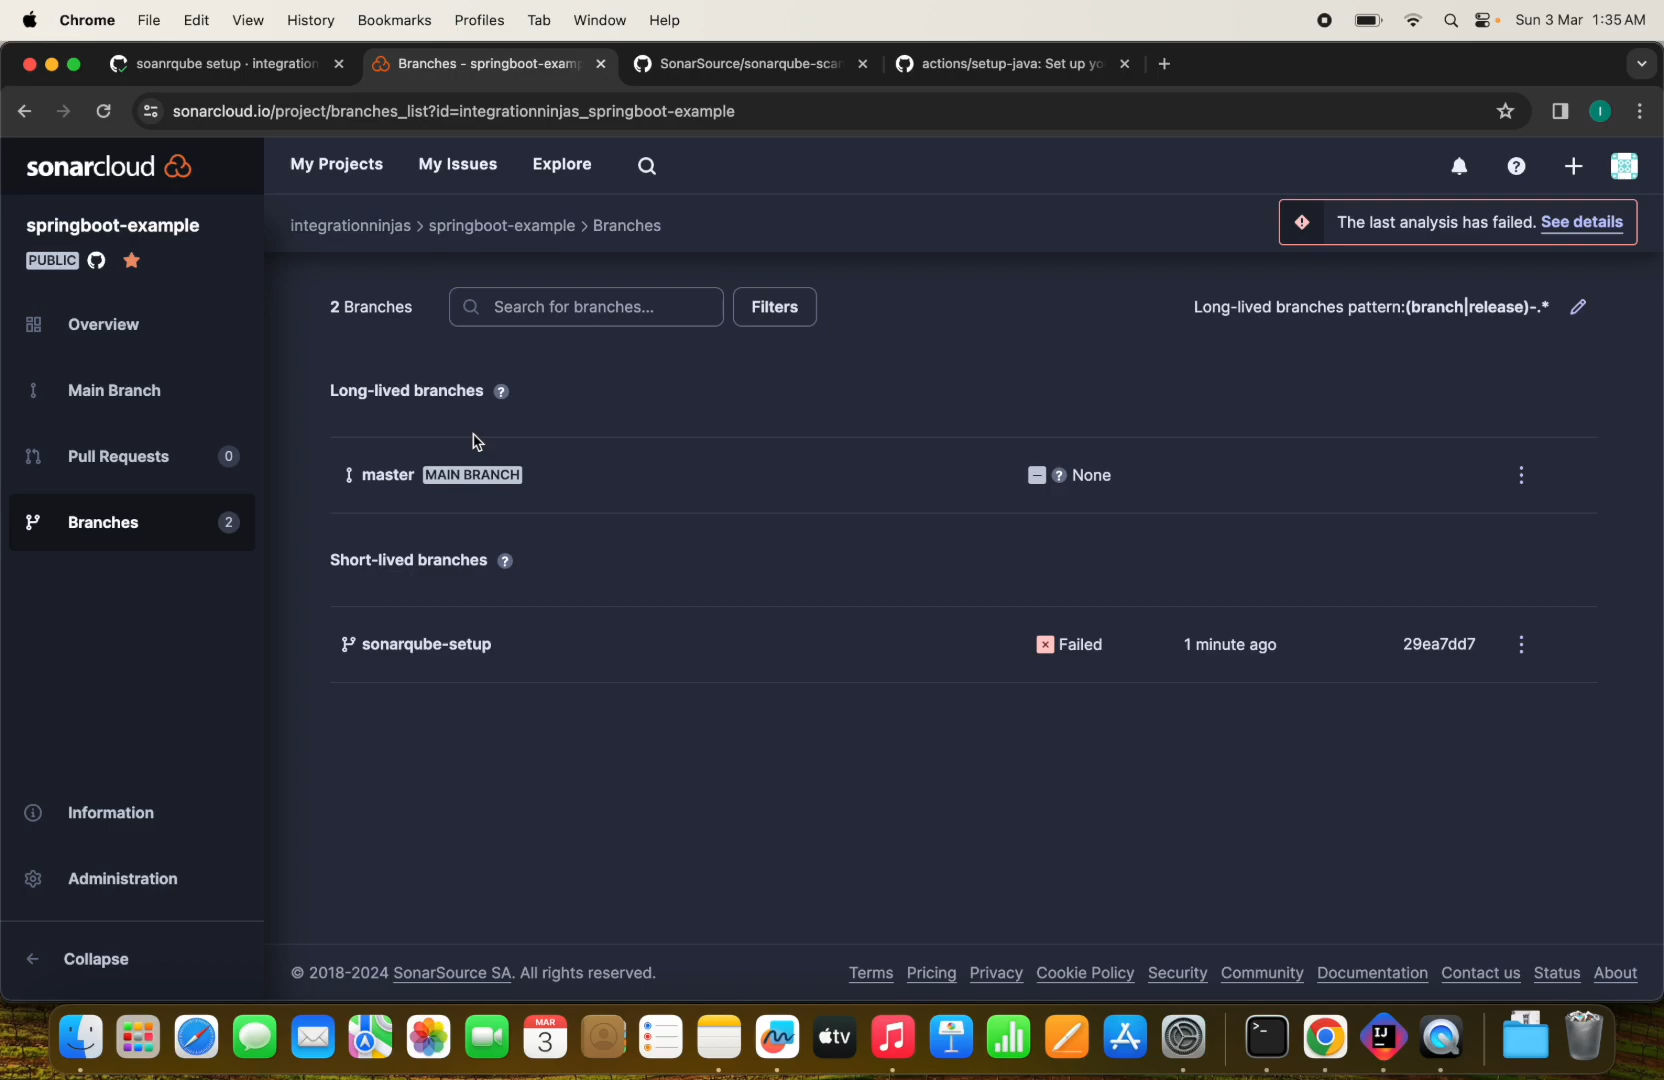 Chrome File Edit View History Bookmarks Profiles Tab Window Help Sun 3 Mar 1:35 AM
soanrqube setup · integration Branches - springboot-examp SonarSource/sonarqube-scan actions/setup-java: Set up yo
sonarcloud.io/project/branches_list?id=integrationninjas_springboot-example I
sonarcloud My Projects My Issues Explore
springboot-example
PUBLIC
integrationninjas > springboot-example > Branches
The last analysis has failed. See details
2 Branches Search for branches... Filters Long-lived branches pattern:(branch|release)-.*
Overview
Main Branch
Pull Requests 0
Branches 2
Long-lived branches ?
master MAIN BRANCH ? None
Short-lived branches ?
sonarqube-setup Failed 1 minute ago 29ea7dd7
Information
Administration
Collapse
© 2018-2024 SonarSource SA. All rights reserved. Terms Pricing Privacy Cookie Policy Security Community Documentation Contact us Status About
MAR
3
tv
IJ